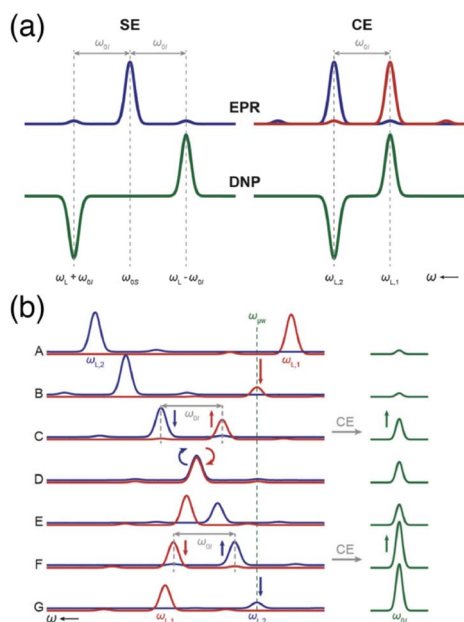 (a)
SE
CE
ω0I
ω0I
ω0I
EPR
DNP
ωL + ω0I
ω0S
ωL − ω0I
ωL,2
ωL,1
ω ←
(b)
ωμw
A
ωL,2
ωL,1
B
C
ω0I
CE
D
E
F
ω0I
CE
G
ω ←
ωL,1
ωL,2
ω0I